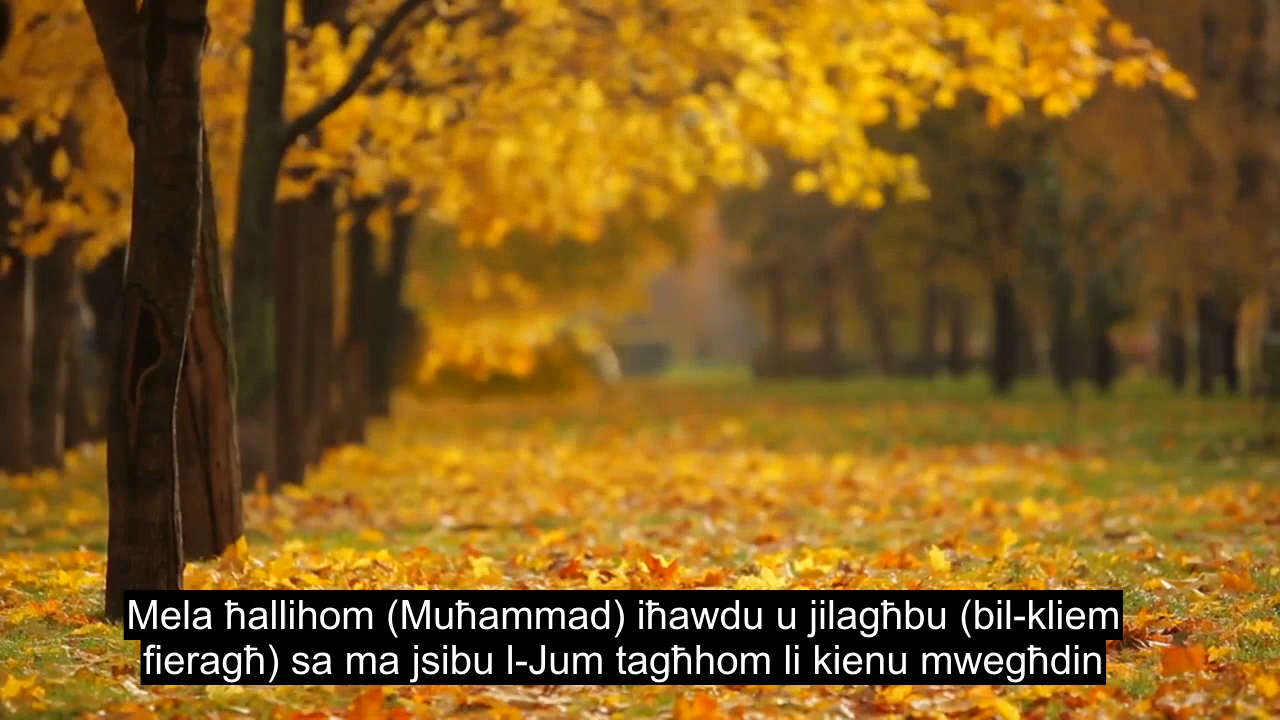 Mela ħallihom (Muħammad) iħawdu u jilagħbu (bil-kliem
fieragħ) sa ma jsibu l-Jum tagħhom li kienu mwegħdin